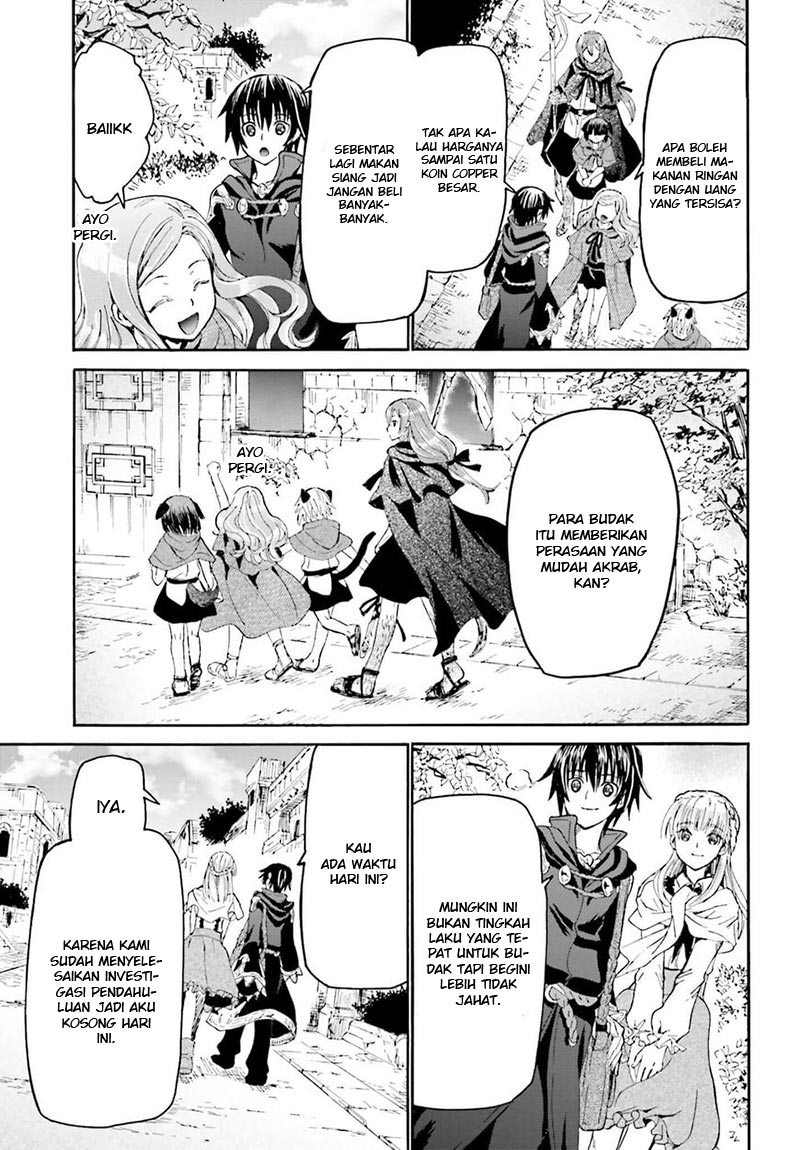 APA BOLEH
MEMBELI MA-
KANAN RINGAN
DENGAN UANG
YANG TERSISA?
TAK APA KA-
LAU HARGANYA
SAMPAI SATU
KOIN COPPER
BESAR.
SEBENTAR
LAGI MAKAN
SIANG JADI
JANGAN BELI
BANYAK-
BANYAK.
BAIIKK
AYO
PERGI.
PARA BUDAK
ITU MEMBERIKAN
PERASAAN YANG
MUDAH AKRAB,
KAN?
AYO
PERGI.
MUNGKIN INI
BUKAN TINGKAH
LAKU YANG TE-
PAT UNTUK BU-
DAK TAPI BEGINI
LEBIH TIDAK
JAHAT.
KAU
ADA WAKTU
HARI INI?
IYA.
KARENA KAMI
SUDAH MENYELE-
SAIKAN INVESTI-
GASI PENDAHU-
LUAN JADI AKU
KOSONG HARI
INI.